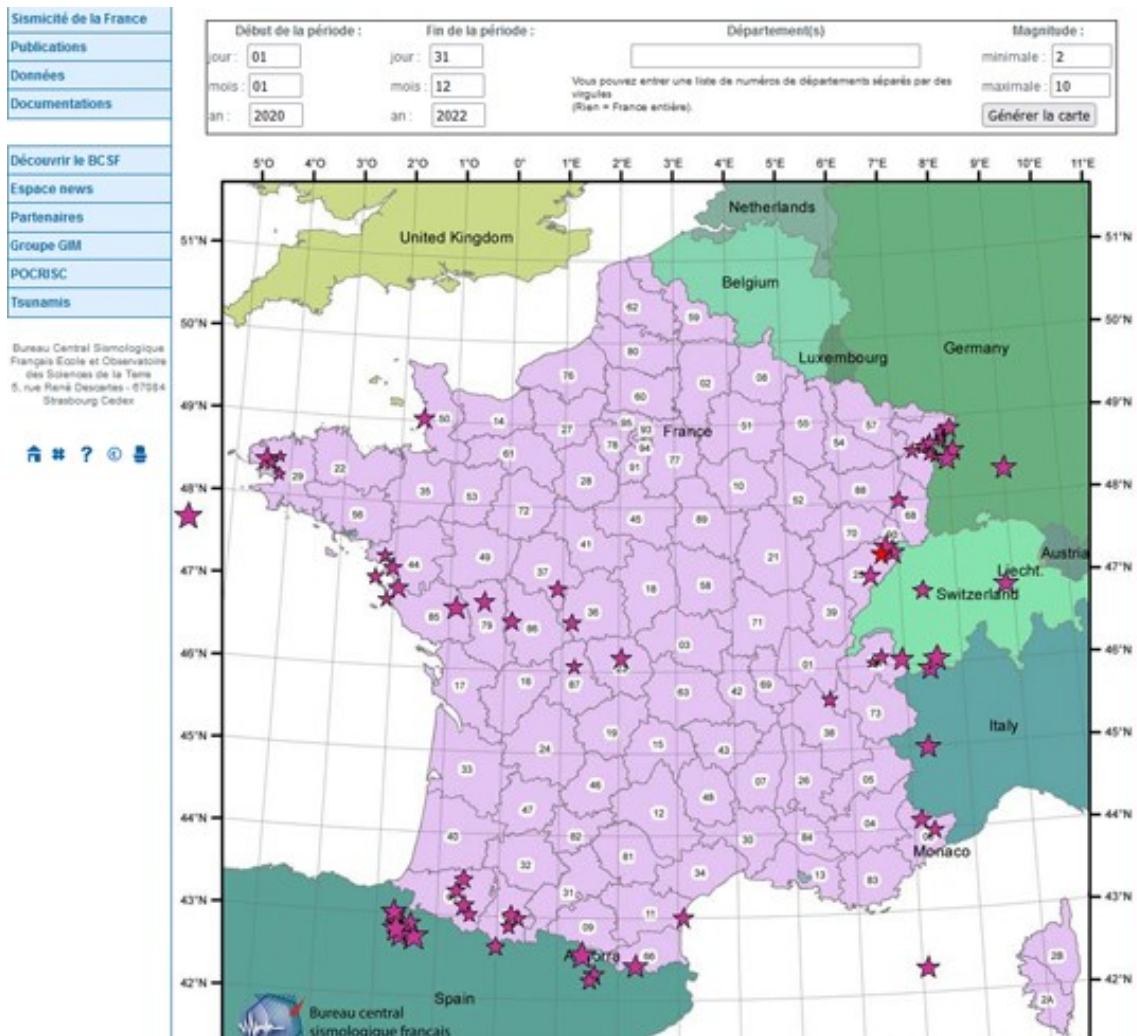 Sismicité de la France
Publications
Données
Documentations
Découvrir le BCSF
Espace news
Partenaires
Groupe GIM
POCRISC
Tsunamis
Bureau Central Sismologique
Français Ecole et Observatoire
des Sciences de la Terre
5, rue René Descartes - 67084
Strasbourg Cedex
# ? ©
Début de la période :
jour : 01
mois : 01
an : 2020
Fin de la période :
jour : 31
mois : 12
an : 2022
Département(s)
Vous pouvez entrer une liste de numéros de départements séparés par des
virgules
(Rien = France entière).
Magnitude :
minimale : 2
maximale : 10
Générer la carte
5°O 4°O 3°O 2°O 1°O 0° 1°E 2°E 3°E 4°E 5°E 6°E 7°E 8°E 9°E 10°E 11°E
Netherlands
51°N United Kingdom 51°N
Belgium
62
59
50°N 50°N
80
Luxembourg
Germany
76 02 08
60
49°N 49°N
50 14 27 95 93 France 51 55 57
78 94 54
61 91 77
29 22 28 10 88
48°N 48°N
35 53 52
56 72 45 89 68
70 90
41
44 49 21 Austria
47°N 37 47°N
25 Liecht.
18 58
Switzerland
36 39
85 79 86 71
46°N 03 46°N
01
17 16 87 23 63 42 69
73
19 38
Italy
45°N 45°N
24 15 43
33 07 26 05
46
48
44°N 47 12 04 44°N
40 82 30 84 06
Monaco
32 81 34 13 83
43°N 31 43°N
11
09
Andorra 66
2B
42°N 42°N
2A
Spain
Bureau central
sismologique français